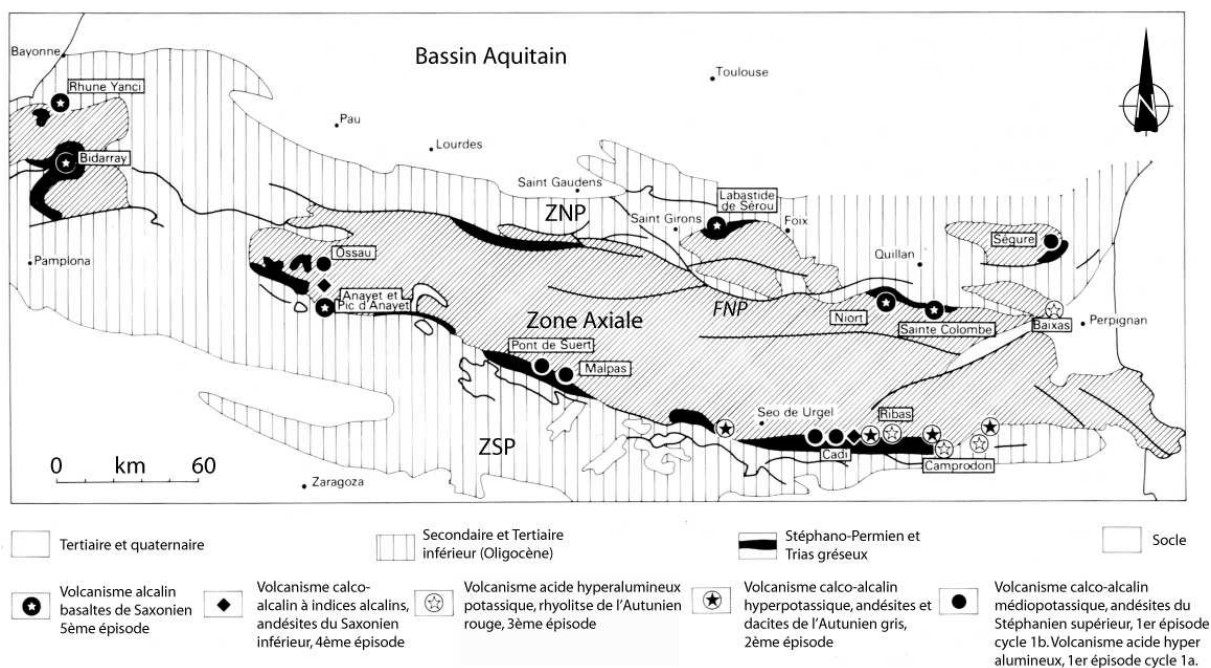 Bayonne
Bassin Aquitain
Toulouse
Rhune Yanci
N
Pau
Lourdes
Bidarray
Saint Gaudens
Labastide
de Sérou
ZNP
Saint Girons
Foix
Ségure
Pamplona
Ossau
Quillan
Anayet et
Pic d'Anayet
FNP
Niort
Sainte Colombe
Baixas
Perpignan
Zone Axiale
Pont de Suert
Malpas
Seo de Urgel
Ribas
ZSP
Cadi
Camprodon
0 km 60
Zaragoza
Tertiaire et quaternaire
Secondaire et Tertiaire
inférieur (Oligocène)
Stéphano-Permien et
Trias gréseux
Socle
Volcanisme alcalin
basaltes de Saxonien
5ème épisode
Volcanisme calco-
alcalin à indices alcalins,
andésites du Saxonien
inférieur, 4ème épisode
Volcanisme acide hyperalumineux
potassique, rhyolitse de l'Autunien
rouge, 3ème épisode
Volcanisme calco-alcalin
hyperpotassique, andésites et
dacites de l'Autunien gris,
2ème épisode
Volcanisme calco-alcalin
médiopotassique, andésites du
Stéphanien supérieur, 1er épisode
cycle 1b. Volcanisme acide hyper
alumineux, 1er épisode cycle 1a.